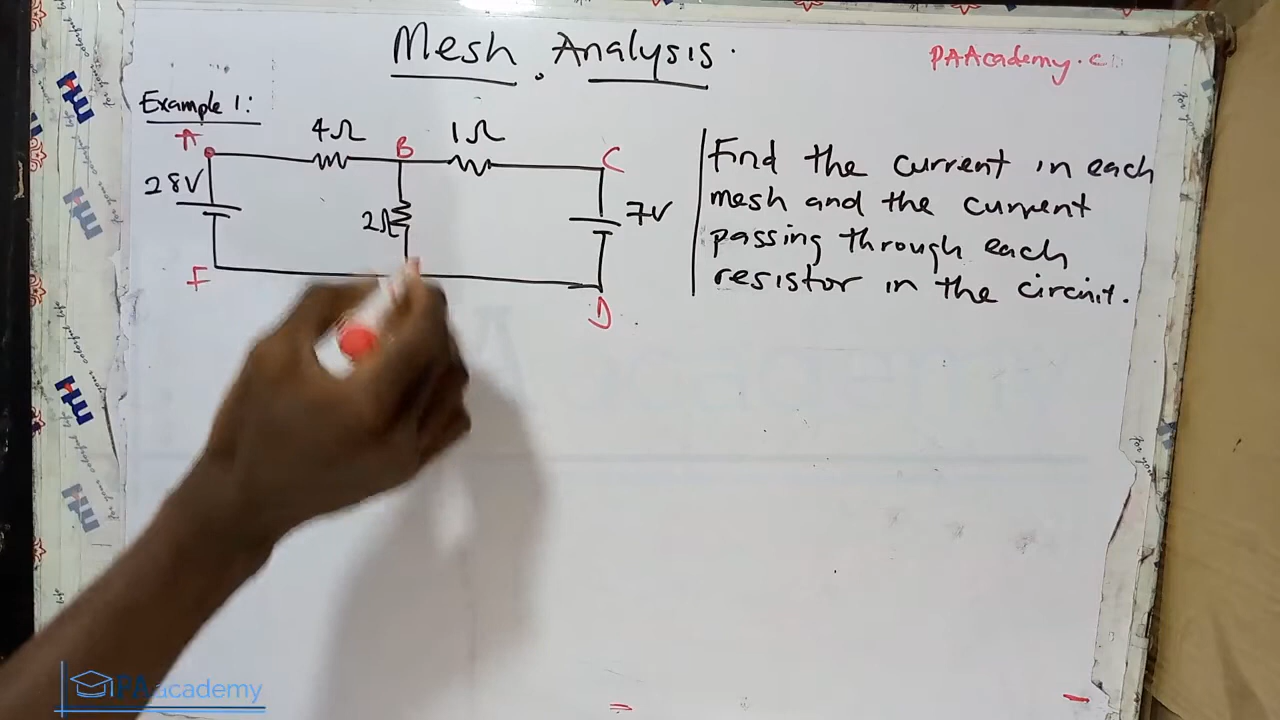 Mesh Analysis.
PAAcademy.c
Example 1:
A
4Ω
B
1Ω
C
28V
2Ω
7V
F
D
Find the current in each
mesh and the current
passing through each
resistor in the circuit.
PAacademy